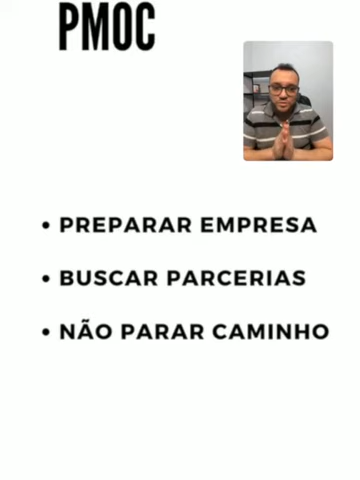 PMOC
• PREPARAR EMPRESA
• BUSCAR PARCERIAS
• NÃO PARAR CAMINHO